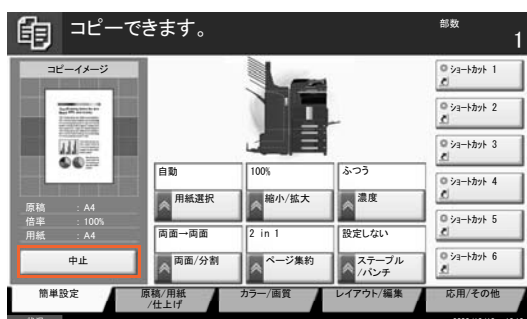 コピーできます。
部数
1
コピーイメージ
原稿 : A4
倍率 : 100%
用紙 : A4
中止
自動
用紙選択
100%
縮小/拡大
ふつう
濃度
両面→両面
両面/分割
2 in 1
ページ集約
設定しない
ステープル
/パンチ
ショートカット 1
ショートカット 2
ショートカット 3
ショートカット 4
ショートカット 5
ショートカット 6
簡単設定
原稿/用紙
/仕上げ
カラー/画質
レイアウト/編集
応用/その他